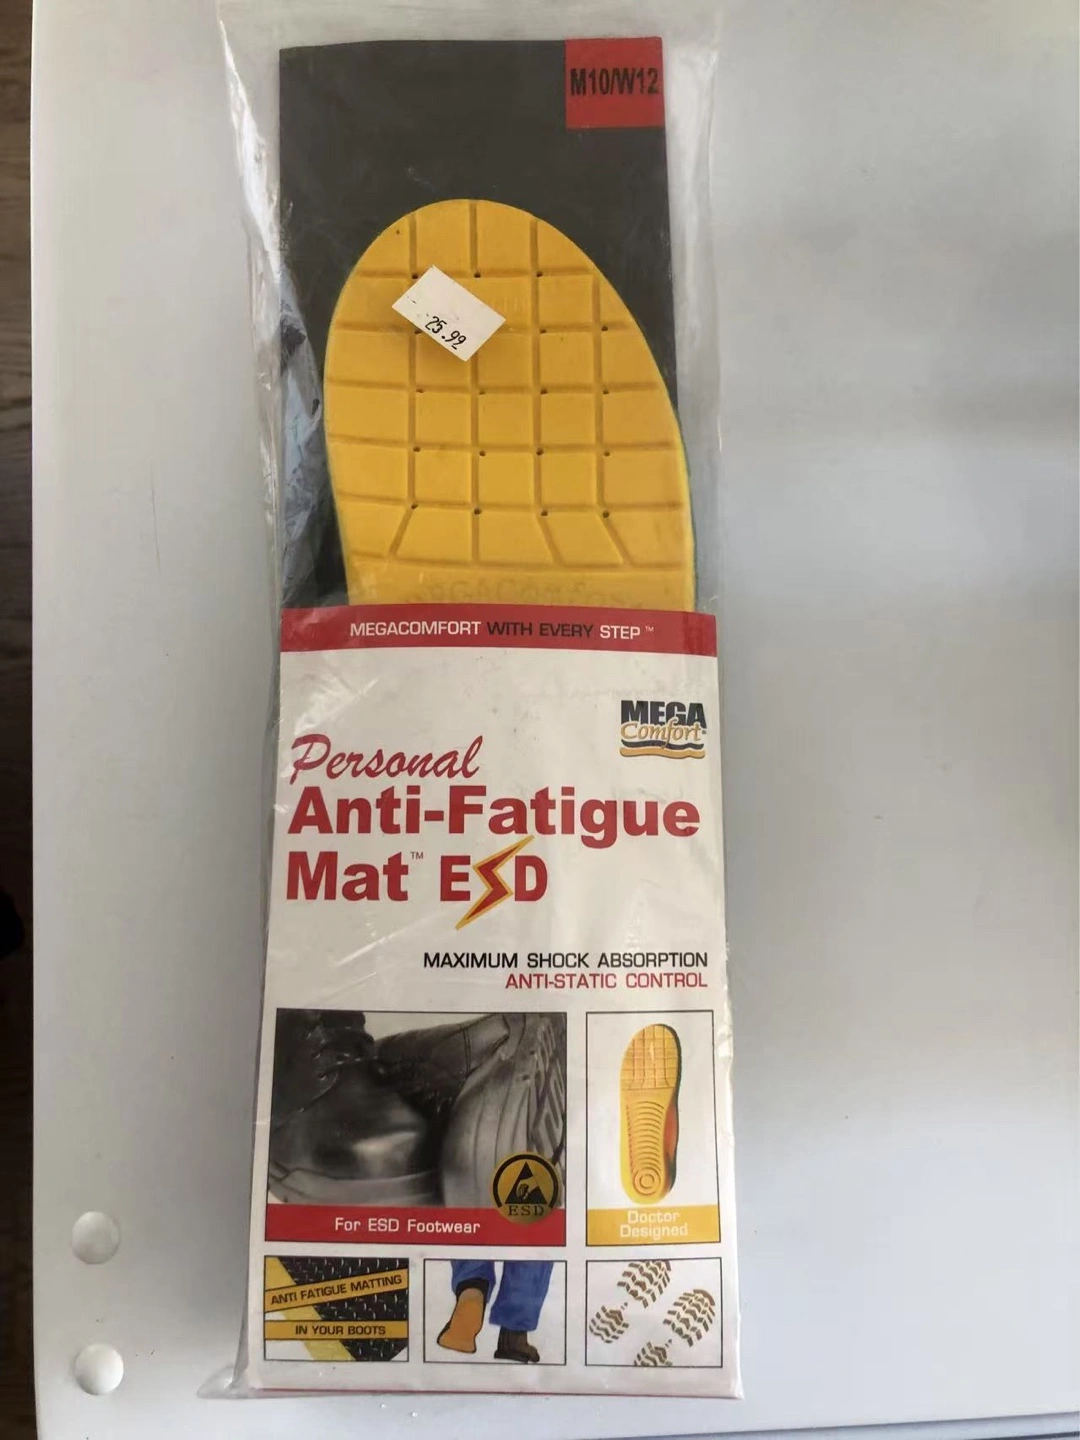 M10/W12
25.99
MEGACOMFORT WITH EVERY STEP™
MEGA
Comfort®
Personal
Anti-Fatigue
Mat™ ESD
MAXIMUM SHOCK ABSORPTION
ANTI-STATIC CONTROL
ESD
For ESD Footwear
Doctor
Designed
ANTI FATIGUE MATTING
IN YOUR BOOTS